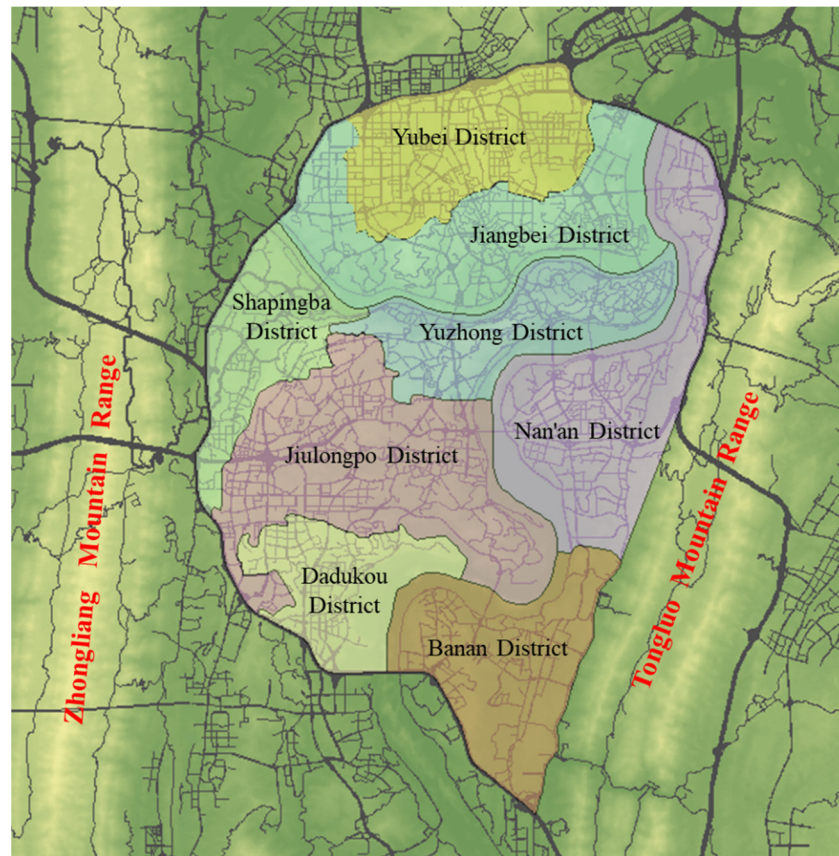 Yubei District
Jiangbei District
Shapingba
District
Yuzhong District
Nan'an District
Jiulongpo District
Dadukou
District
Banan District
Zhongliang Mountain Range
Tongluo Mountain Range